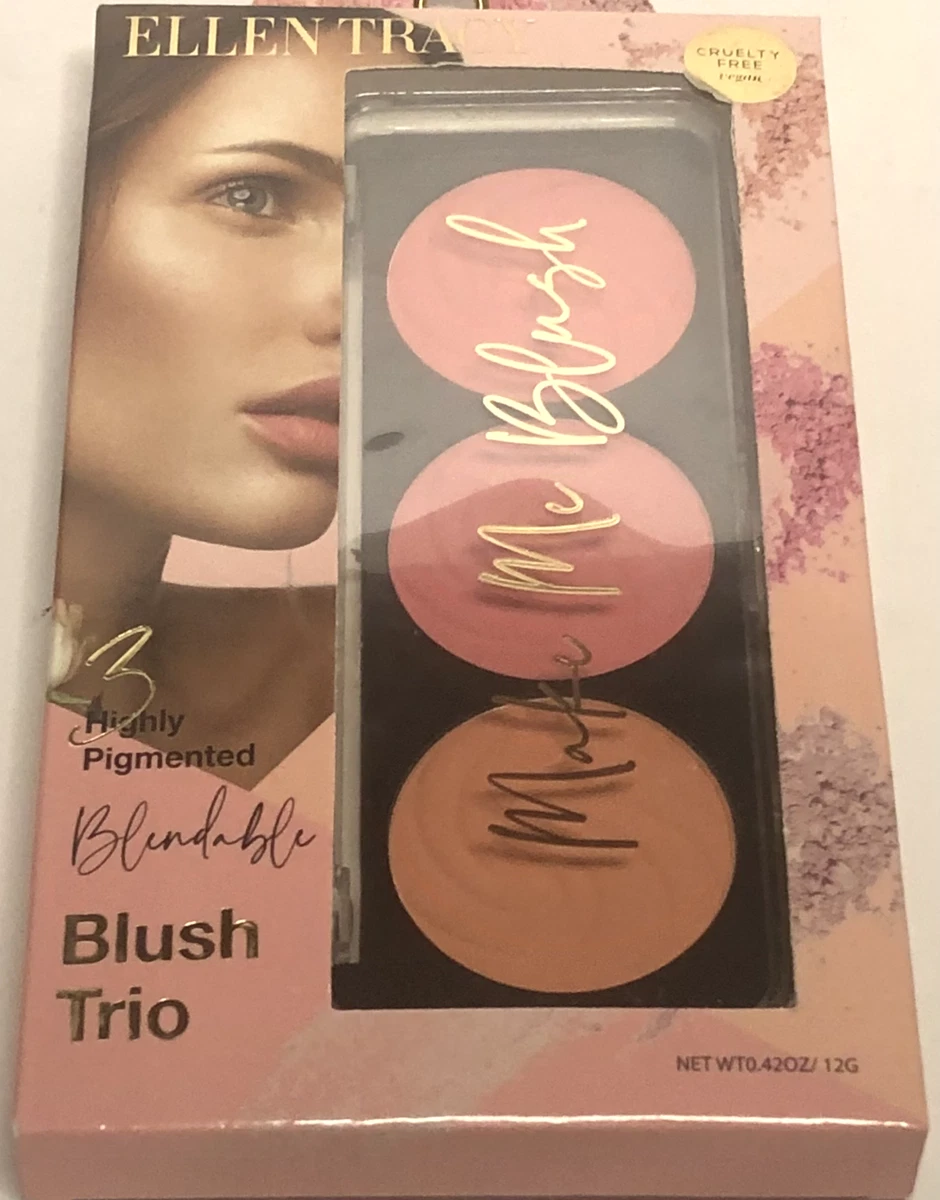 ELLEN TRACY
CRUELTY
FREE
vegan
Make Me Blush
3
Highly
Pigmented
Blendable
Blush
Trio
NET WT0.42OZ/ 12G